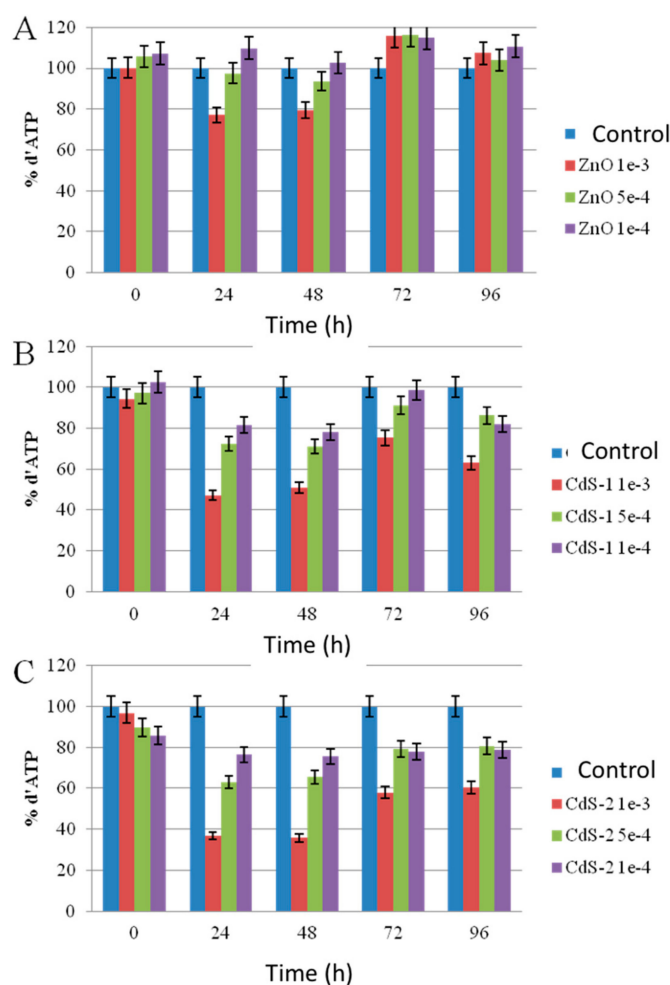 A
120
100
80
60
40
20
0
% d'ATP
0 24 48 72 96
Time (h)
Control
ZnO 1e-3
ZnO 5e-4
ZnO 1e-4
B
120
100
80
60
40
20
0
% d'ATP
0 24 48 72 96
Time (h)
Control
CdS-1 1e-3
CdS-1 5e-4
CdS-1 1e-4
C
120
100
80
60
40
20
0
% d'ATP
0 24 48 72 96
Time (h)
Control
CdS-2 1e-3
CdS-2 5e-4
CdS-2 1e-4